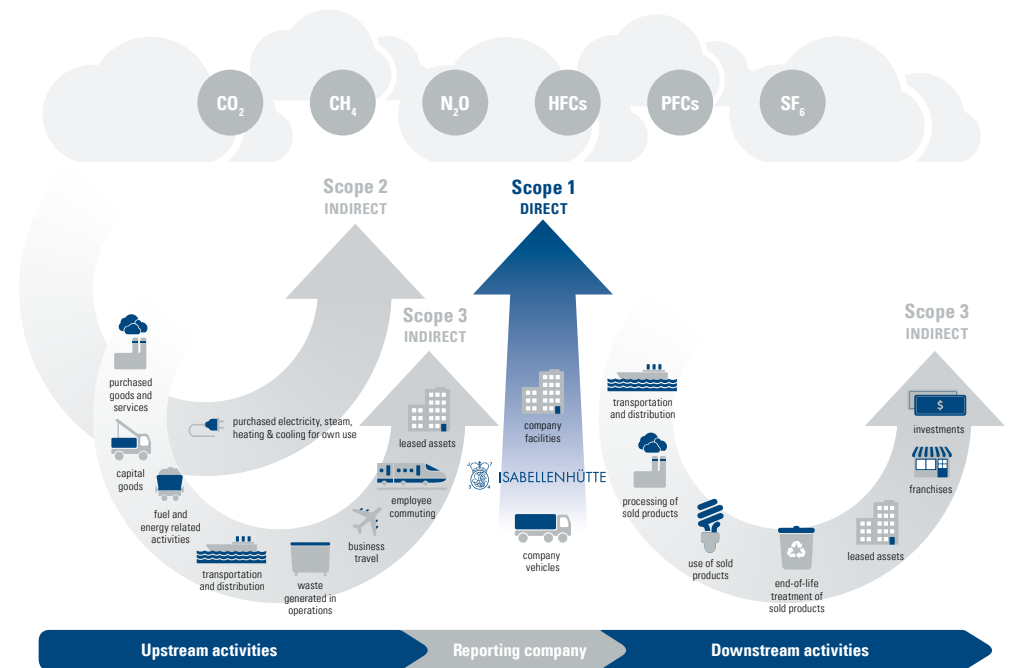 CO2
CH4
N2O
HFCs
PFCs
SF6
Scope 2
INDIRECT
Scope 1
DIRECT
Scope 3
INDIRECT
Scope 3
INDIRECT
purchased
goods and
services
capital
goods
fuel and
energy related
activities
purchased electricity, steam,
heating & cooling for own use
transportation
and distribution
waste
generated in
operations
business
travel
employee
commuting
leased assets
company
facilities
ISABELLENHÜTTE
company
vehicles
transportation
and distribution
processing of
sold products
use of sold
products
end-of-life
treatment of
sold products
leased assets
franchises
$
investments
Upstream activities
Reporting company
Downstream activities